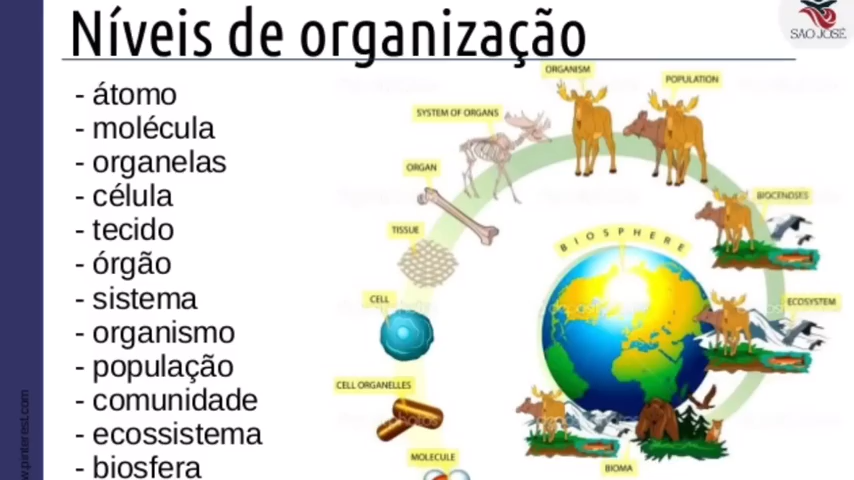 Níveis de organização
SÃO JOSÉ
- átomo
- molécula
- organelas
- célula
- tecido
- órgão
- sistema
- organismo
- população
- comunidade
- ecossistema
- biosfera
ORGANISM
POPULATION
SYSTEM OF ORGANS
ORGAN
BIOCENOSES
TISSUE
BIOSPHERE
CELL
ECOSYSTEM
CELL ORGANELLES
MOLECULE
BIOMA
w.pinterest.com